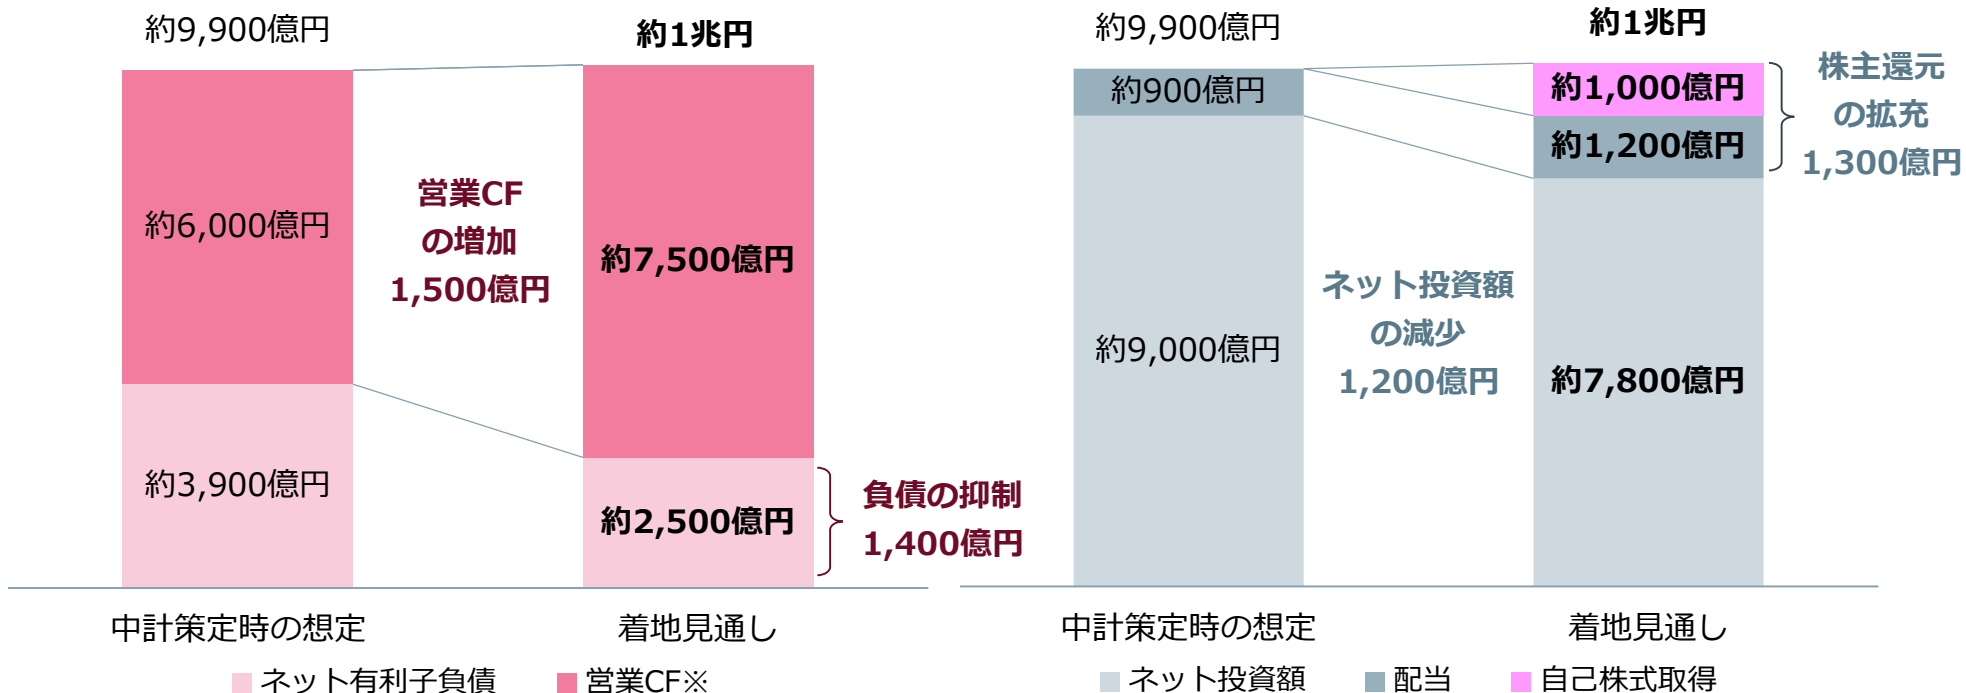 約9,900億円
約1兆円
約6,000億円
営業CF
の増加
1,500億円
約7,500億円
約3,900億円
約2,500億円
負債の抑制
1,400億円
中計策定時の想定
着地見通し
ネット有利子負債
営業CF※
約9,900億円
約1兆円
約900億円
約1,000億円
約1,200億円
株主還元
の拡充
1,300億円
ネット投資額
の減少
1,200億円
約9,000億円
約7,800億円
中計策定時の想定
着地見通し
ネット投資額
配当
自己株式取得